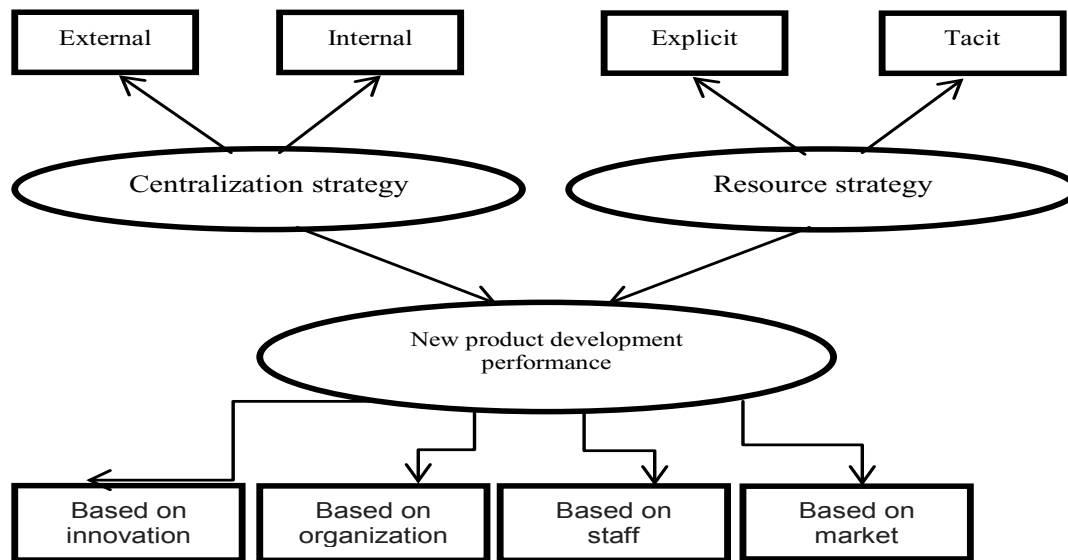 External
Internal
Explicit
Tacit
Centralization strategy
Resource strategy
New product development
performance
Based on
innovation
Based on
organization
Based on
staff
Based on
market